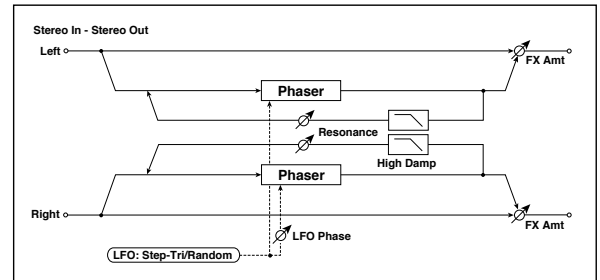 Stereo In - Stereo Out
Left
FX Amt
Phaser
Resonance
High Damp
Phaser
Right
FX Amt
LFO Phase
LFO: Step-Tri/Random